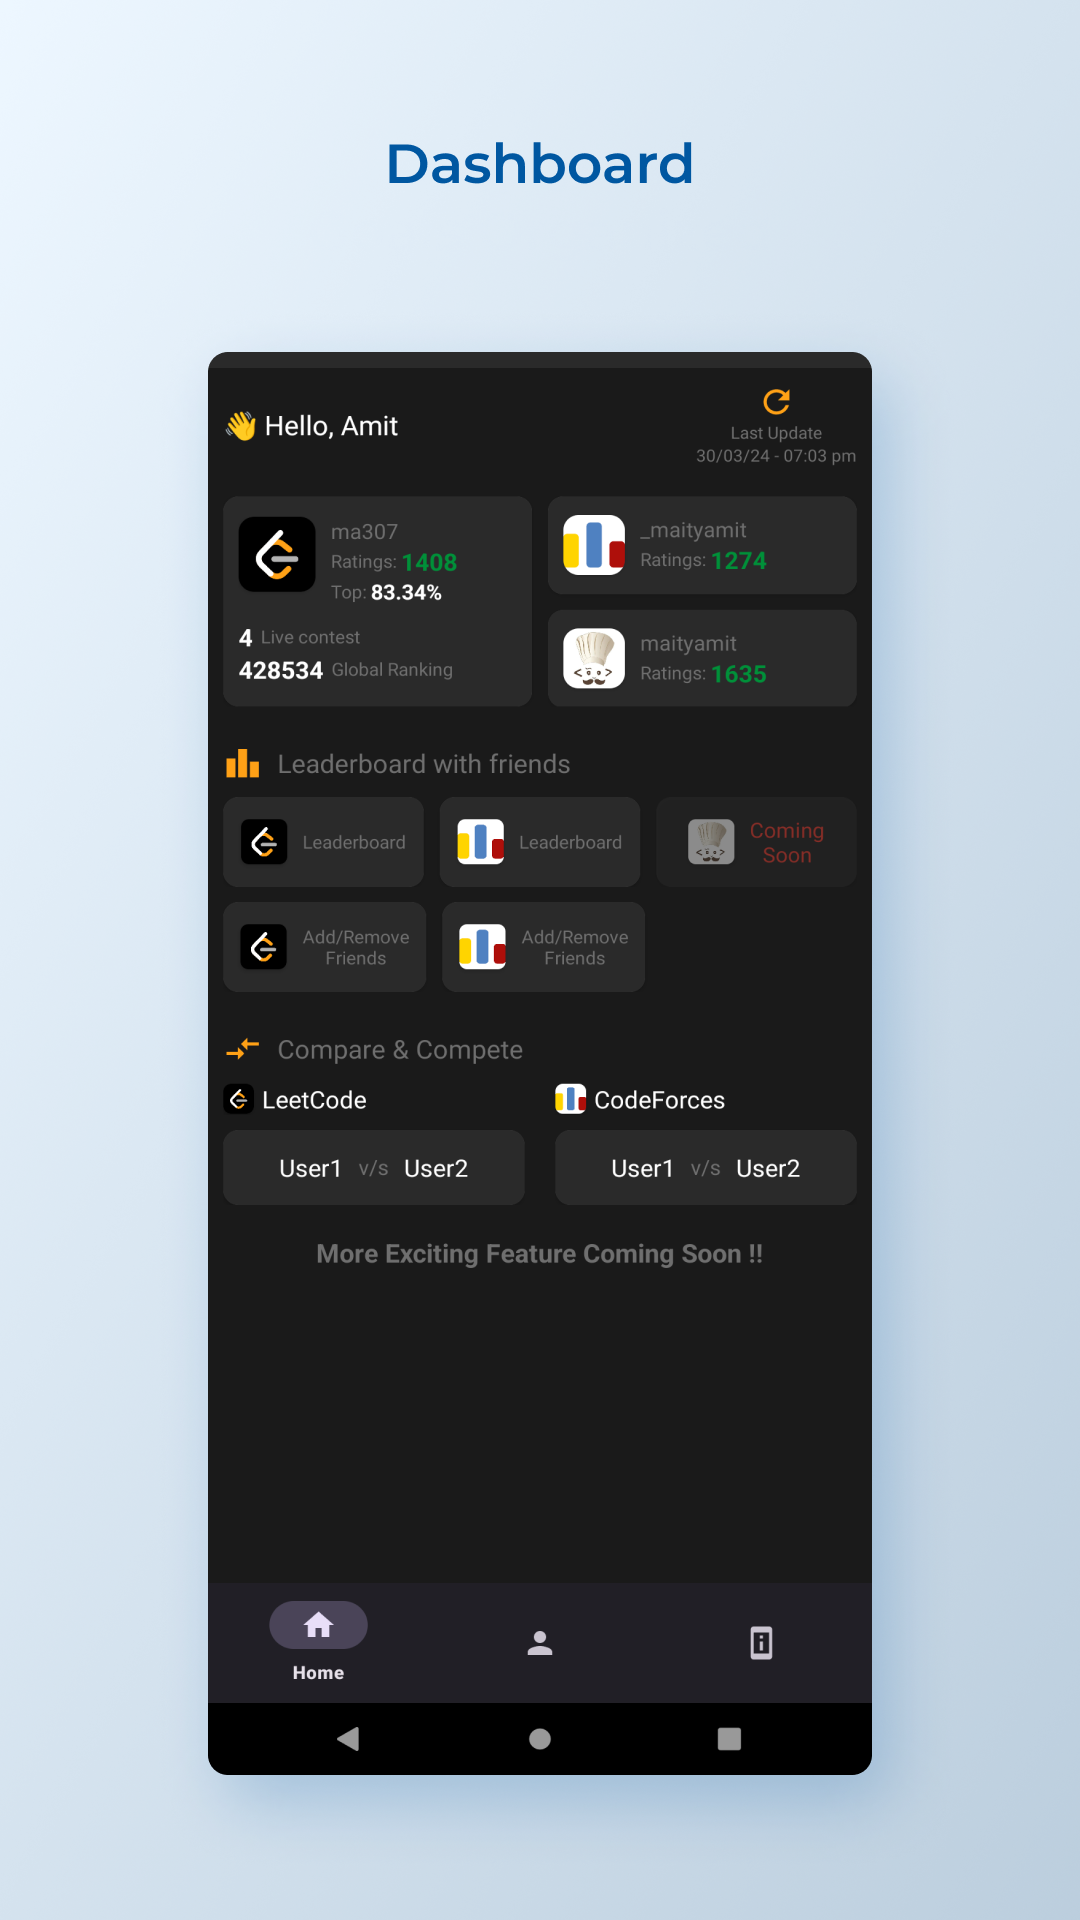 Dashboard
👋 Hello, Amit
Last Update
30/03/24 - 07:03 pm
ma307
Ratings: 1408
Top: 83.34%
4 Live contest
428534 Global Ranking
_maityamit
Ratings: 1274
maityamit
Ratings: 1635
Leaderboard with friends
Leaderboard
Leaderboard
Coming
Soon
Add/Remove
Friends
Add/Remove
Friends
Compare & Compete
LeetCode
CodeForces
User1 v/s User2
User1 v/s User2
More Exciting Feature Coming Soon !!
Home